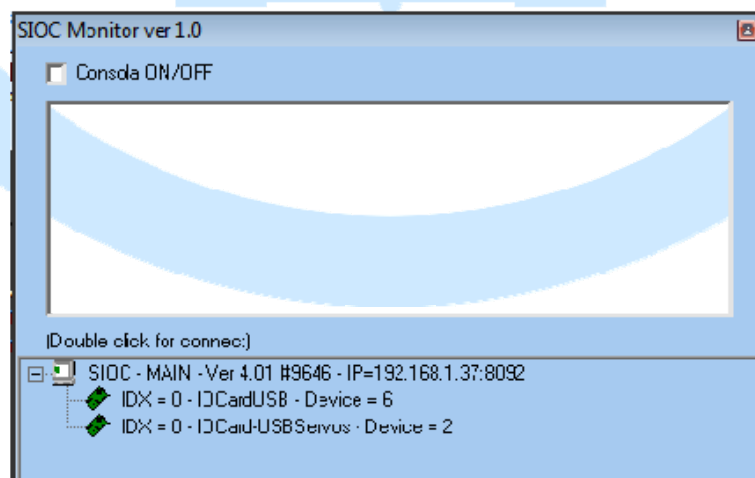 SIOC Monitor ver 1.0
Consola ON/OFF
(Double click for connect)
SIOC - MAIN - Ver 4.01 #9646 - IP=192.168.1.37:8092
IDX = 0 - IOCardUSB - Device = 6
IDX = 0 - IOCard-USBServos - Device = 2